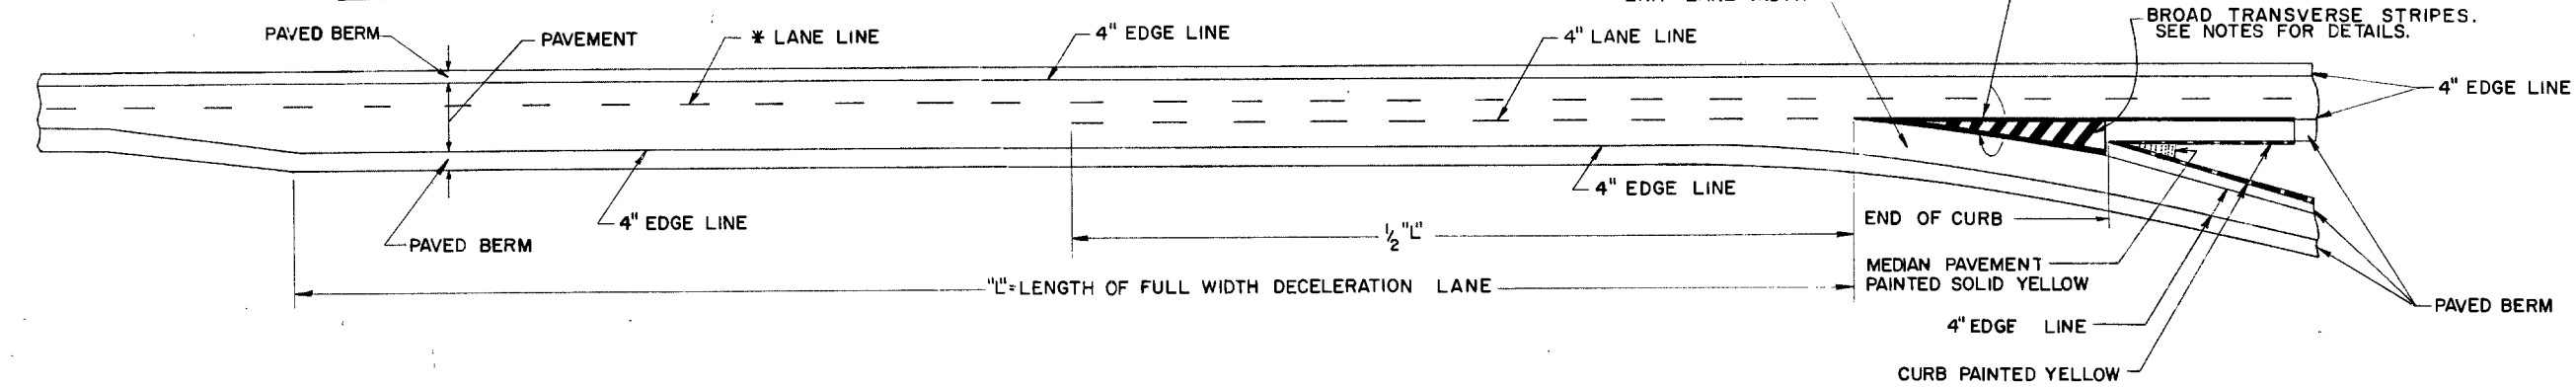 BROAD TRANSVERSE STRIPES.
SEE NOTES FOR DETAILS.
PAVED BERM
PAVEMENT
* LANE LINE
4" EDGE LINE
4" LANE LINE
4" EDGE LINE
4" EDGE LINE
4" EDGE LINE
PAVED BERM
½ "L"
END OF CURB
"L"=LENGTH OF FULL WIDTH DECELERATION LANE
MEDIAN PAVEMENT
PAINTED SOLID YELLOW
PAVED BERM
4" EDGE LINE
CURB PAINTED YELLOW